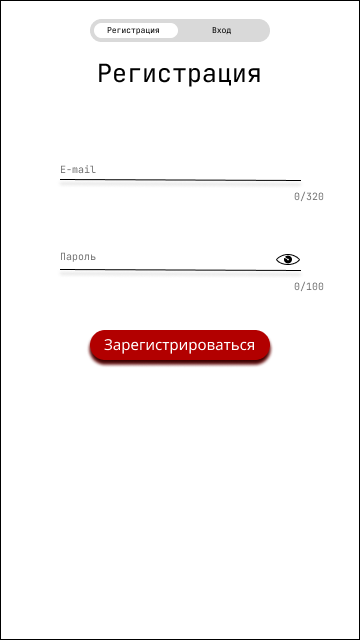 Регистрация Вход
Регистрация
E-mail
0/320
Пароль
0/100
Зарегистрироваться